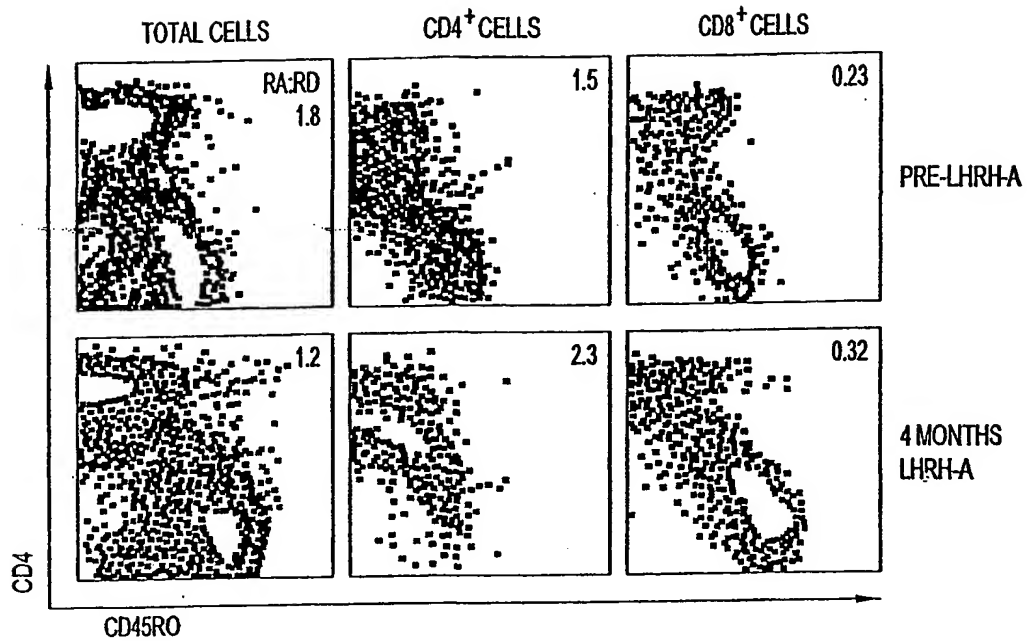 TOTAL CELLS
CD4+ CELLS
CD8+ CELLS
RA:RD
1.8
1.5
0.23
PRE-LHRH-A
1.2
2.3
0.32
4 MONTHS
LHRH-A
CD4
CD45RO